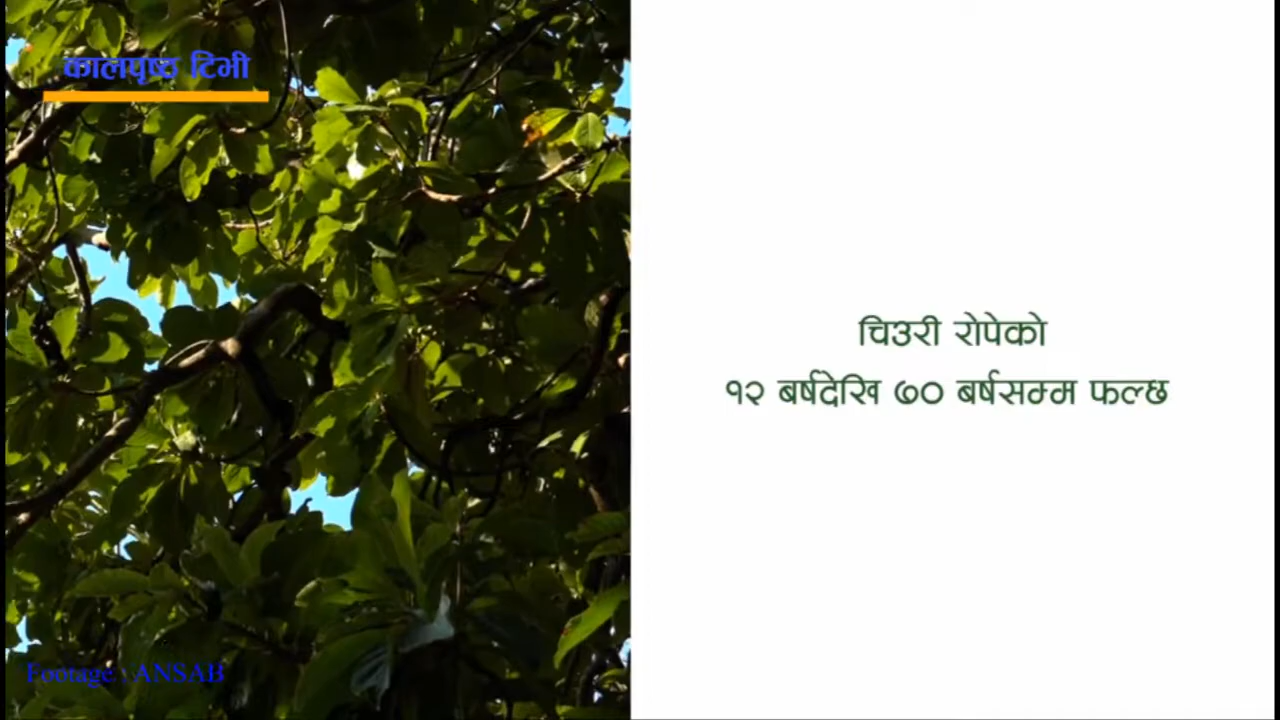 कालपृष्ठ टिभी
चिउरी रोपेको
१२ बर्षदेखि ७० बर्षसम्म फल्छ
Footage : ANSAB